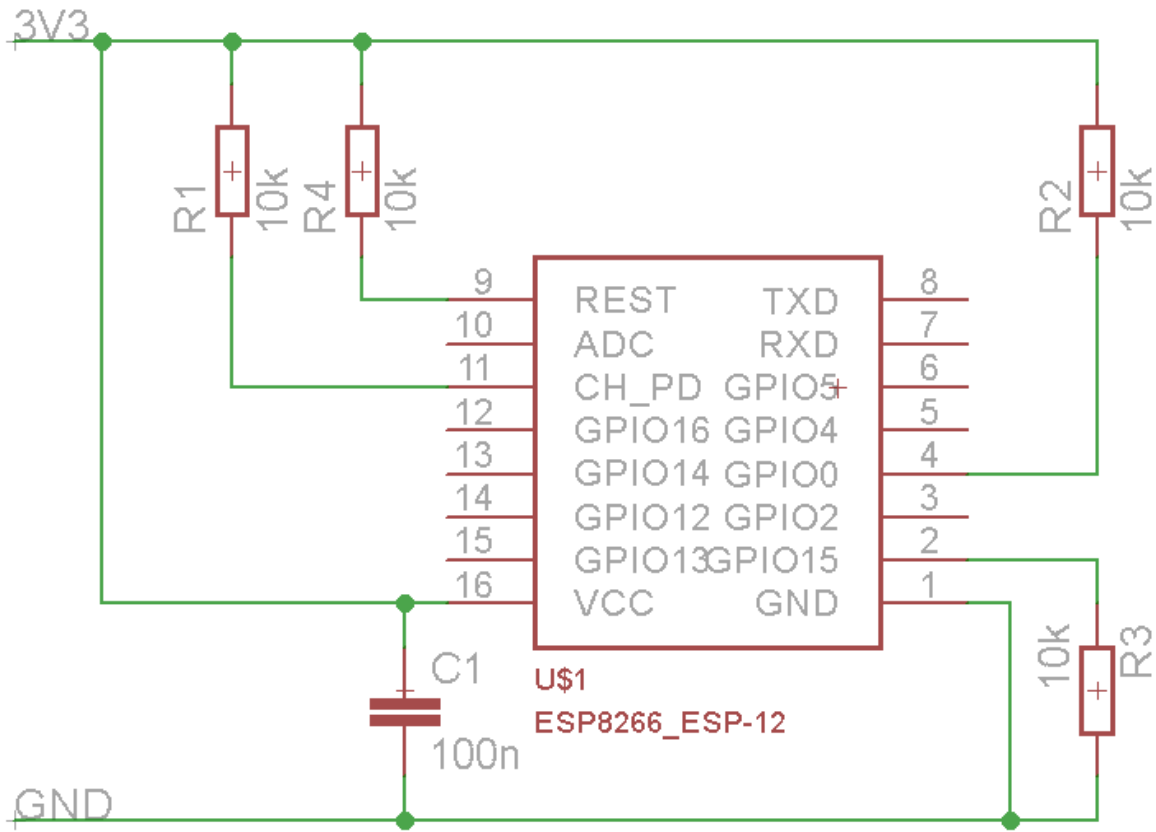 3V3
R1
10k
R4
10k
R2
10k
9
REST
TXD
8
10
ADC
RXD
7
11
CH_PD
GPIO5
6
12
GPIO16
GPIO4
5
13
GPIO14
GPIO0
4
14
GPIO12
GPIO2
3
15
GPIO13
GPIO15
2
16
VCC
GND
1
10k
R3
C1
100n
U$1
ESP8266_ESP-12
GND